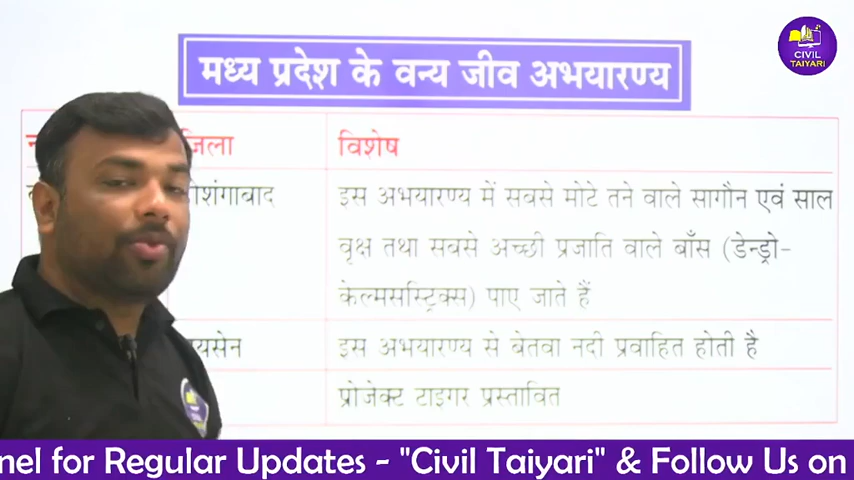 CIVIL
TAIYARI
मध्य प्रदेश के वन्य जीव अभयारण्य
जिला
विशेष
इस अभयारण्य में सबसे मोटे तने वाले सागौन एवं साल
वृक्ष तथा सबसे अच्छी प्रजाति वाले बाँस (डेन्ड्रो-
केल्मसस्ट्रिक्स) पाए जाते हैं
इस अभयारण्य से बेतवा नदी प्रवाहित होती है
प्रोजेक्ट टाइगर प्रस्तावित
nel for Regular Updates - "Civil Taiyari" & Follow Us on